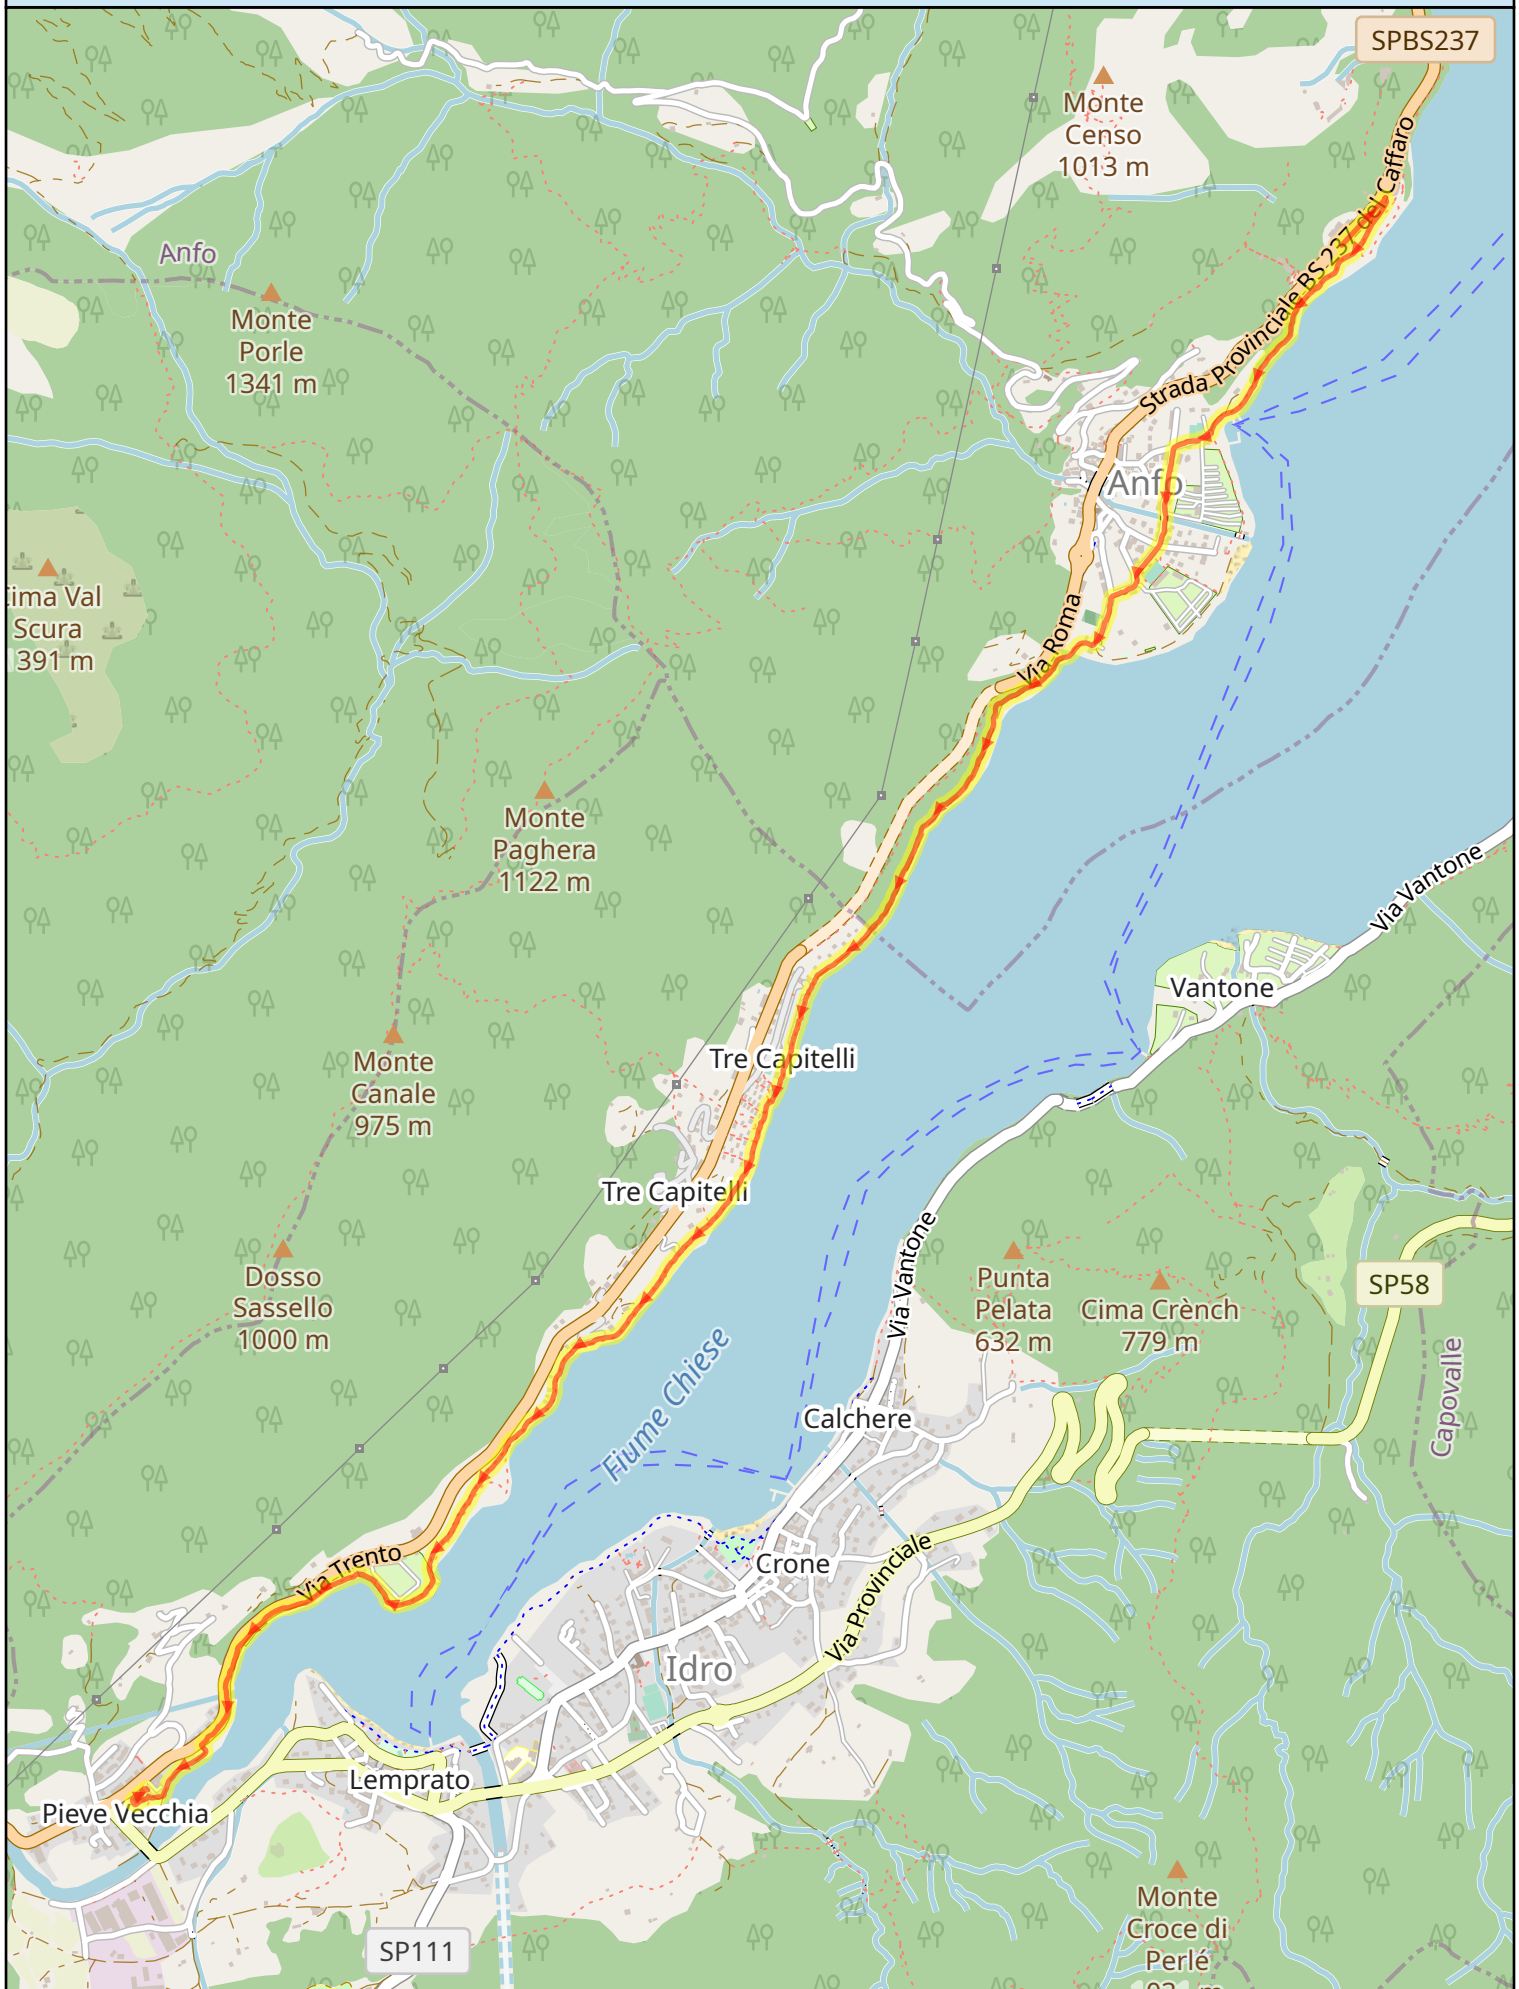 SPBS237
Monte
Censo
1013 m
Strada Provinciale BS 237 del Caffaro
Anfo
Monte
Porle
1341 m
Anfo
Cima Val
Scura
391 m
Via Roma
Monte
Paghera
1122 m
Via Vantone
Vantone
Monte
Canale
975 m
Tre Capitelli
Tre Capitelli
Dosso
Sassello
1000 m
Via Vantone
Punta
Pelata
632 m
Cima Crènch
779 m
SP58
Capovalle
Fiume Chiese
Calchere
Crone
Via Trento
Via Provinciale
Idro
Lemprato
Pieve Vecchia
SP111
Monte
Croce di
Perlé